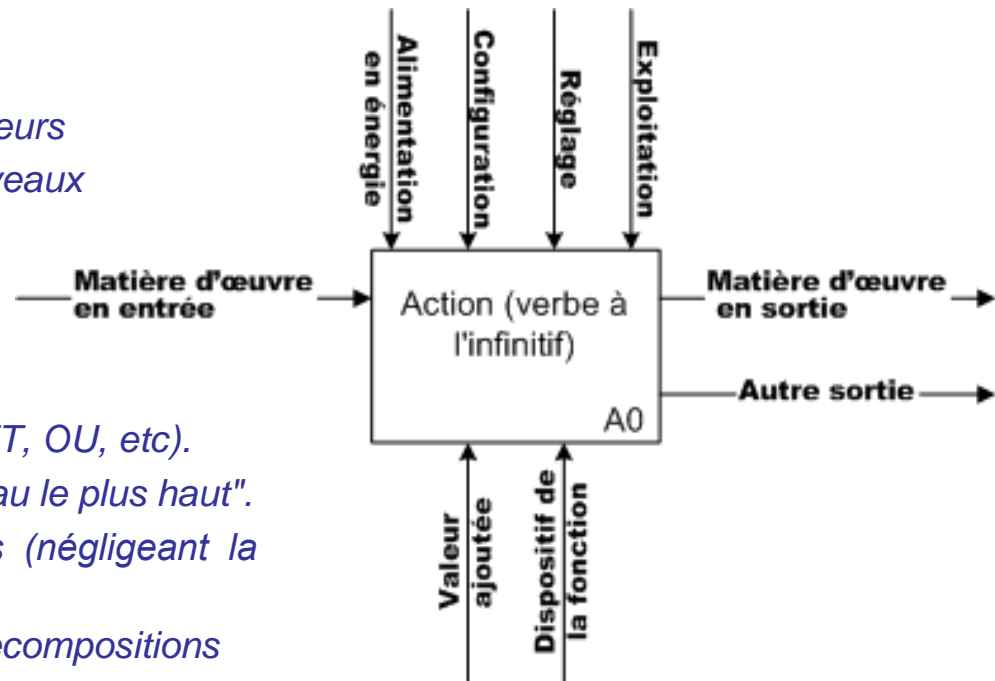 eurs
veaux
T, OU, etc).
au le plus haut".
s (négligeant la
écompositions
Alimentation
en énergie
Configuration
Réglage
Exploitation
Matière d'œuvre
en entrée
Action (verbe à
l'infinitif)
A0
Matière d'œuvre
en sortie
Autre sortie
Valeur
ajoutée
Dispositif de
la fonction